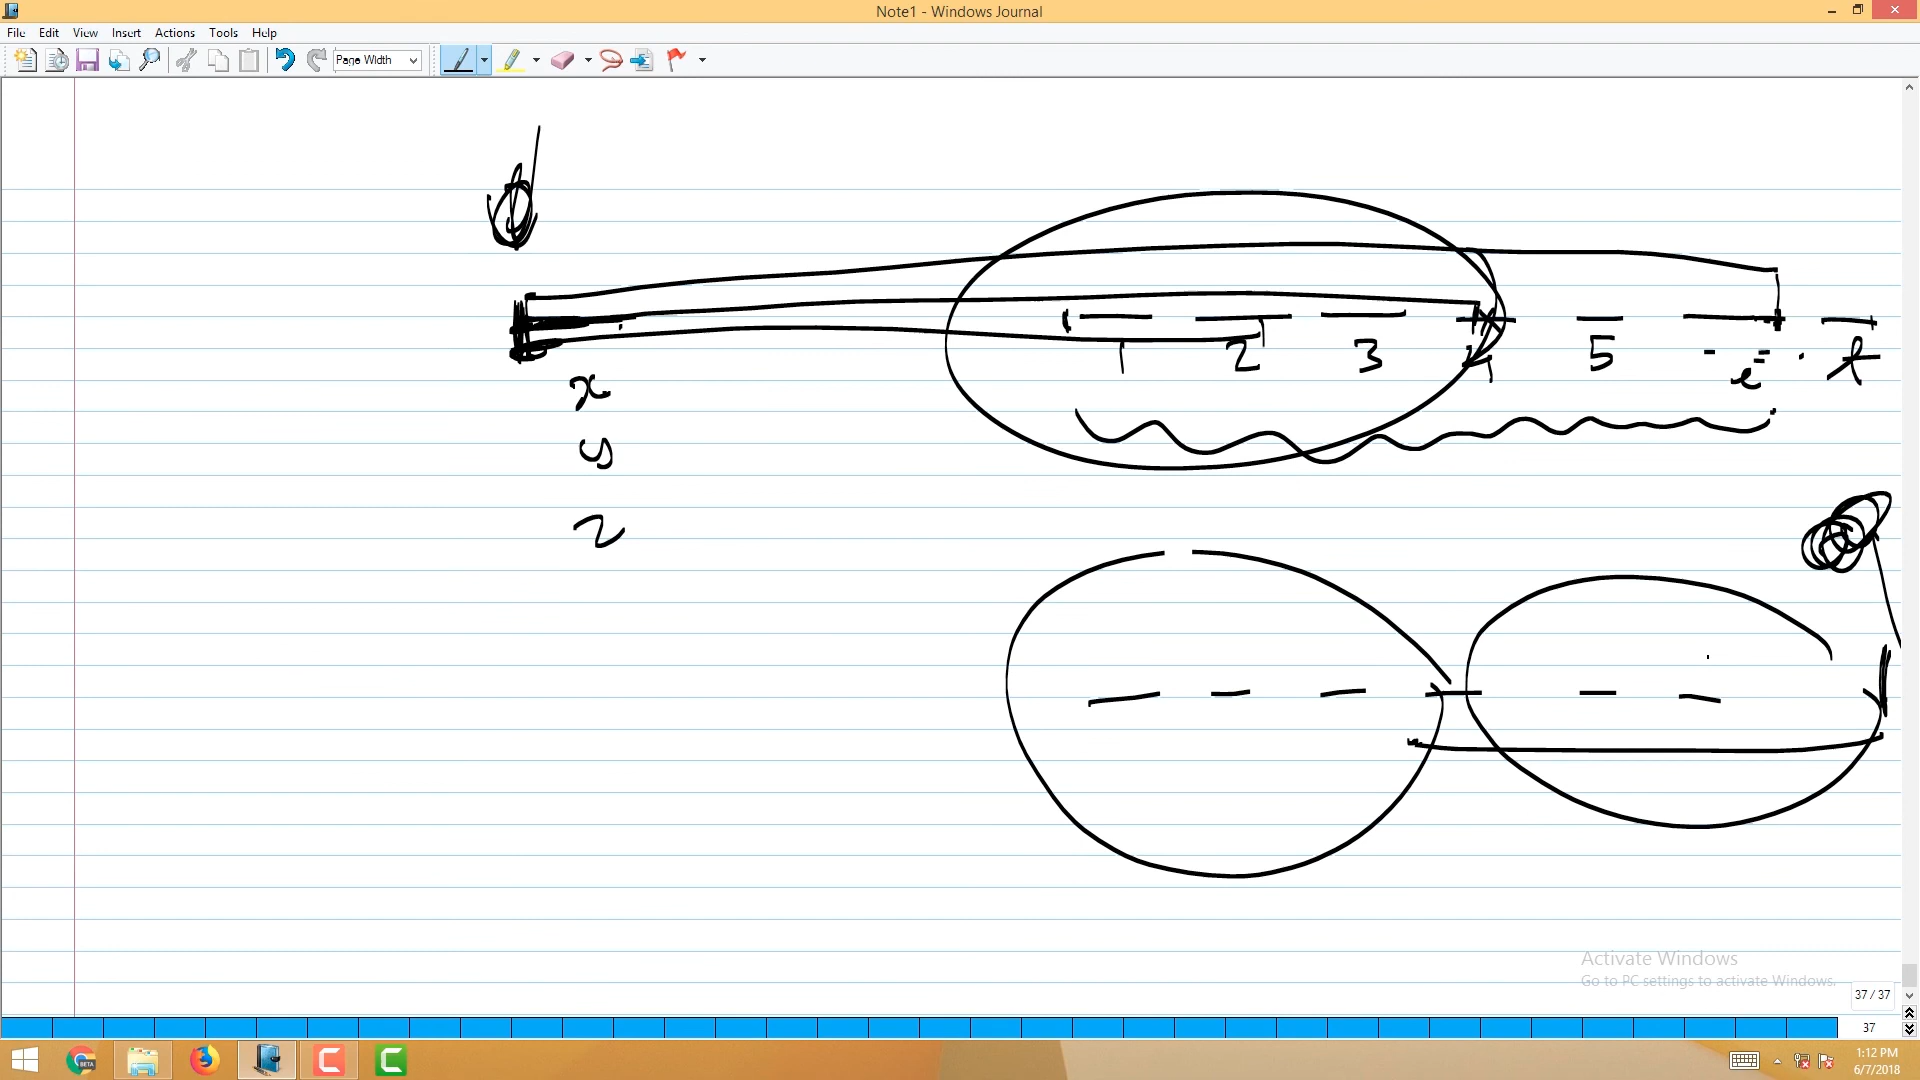 Note1 - Windows Journal
File Edit View Insert Actions Tools Help
Page Width
1 2 3 4 5 - e - . t
x
y
z
Activate Windows
Go to PC settings to activate Windows.
37 / 37
37
BETA
1:12 PM
6/7/2018